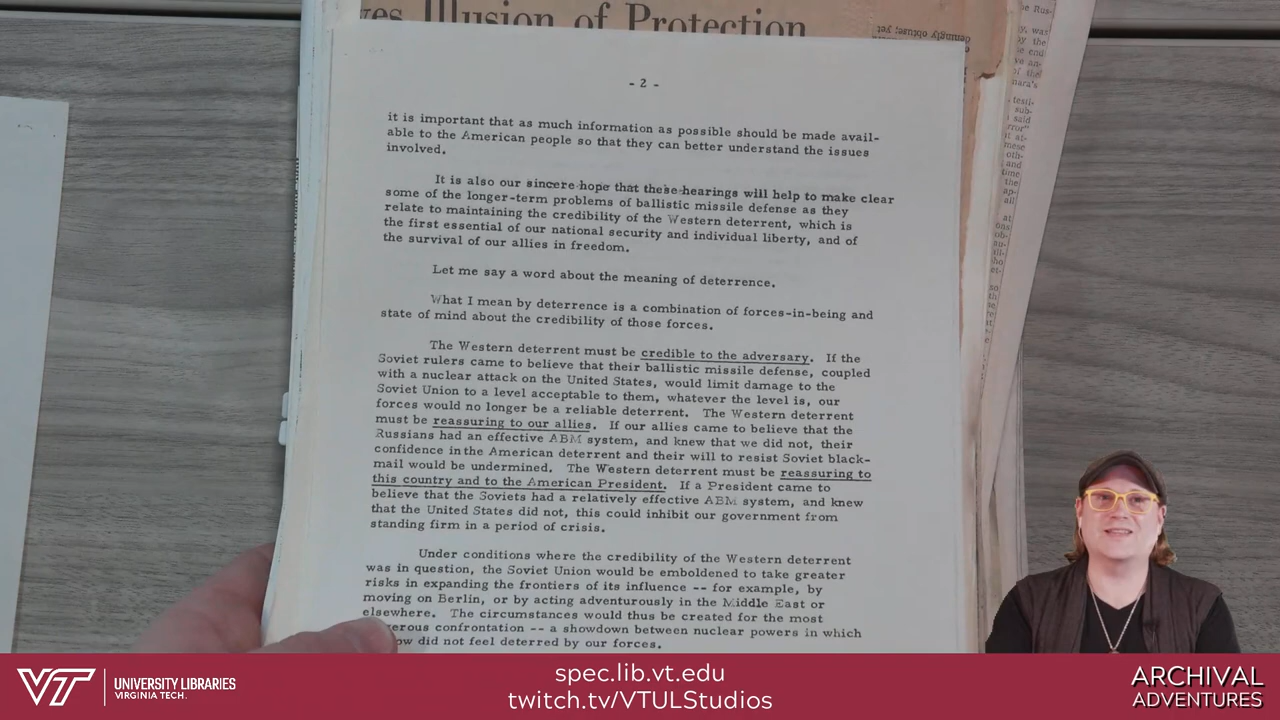 ves Illusion of Protection
- 2 -
it is important that as much information as possible should be made avail-
able to the American people so that they can better understand the issues
involved.
It is also our sincere hope that these hearings will help to make clear
some of the longer-term problems of ballistic missile defense as they
relate to maintaining the credibility of the Western deterrent, which is
the first essential of our national security and individual liberty, and of
the survival of our allies in freedom.
Let me say a word about the meaning of deterrence.
What I mean by deterrence is a combination of forces-in-being and
state of mind about the credibility of those forces.
The Western deterrent must be credible to the adversary. If the
Soviet rulers came to believe that their ballistic missile defense, coupled
with a nuclear attack on the United States, would limit damage to the
Soviet Union to a level acceptable to them, whatever the level is, our
forces would no longer be a reliable deterrent. The Western deterrent
must be reassuring to our allies. If our allies came to believe that the
Russians had an effective ABM system, and knew that we did not, their
confidence in the American deterrent and their will to resist Soviet black-
mail would be undermined. The Western deterrent must be reassuring to
this country and to the American President. If a President came to
believe that the Soviets had a relatively effective ABM system, and knew
that the United States did not, this could inhibit our government from
standing firm in a period of crisis.
Under conditions where the credibility of the Western deterrent
was in question, the Soviet Union would be emboldened to take greater
risks in expanding the frontiers of its influence -- for example, by
moving on Berlin, or by acting adventurously in the Middle East or
elsewhere. The circumstances would thus be created for the most
gerous confrontation -- a showdown between nuclear powers in which
ow did not feel deterred by our forces.
VT UNIVERSITY LIBRARIES
VIRGINIA TECH.
spec.lib.vt.edu
twitch.tv/VTULStudios
ARCHIVAL
ADVENTURES